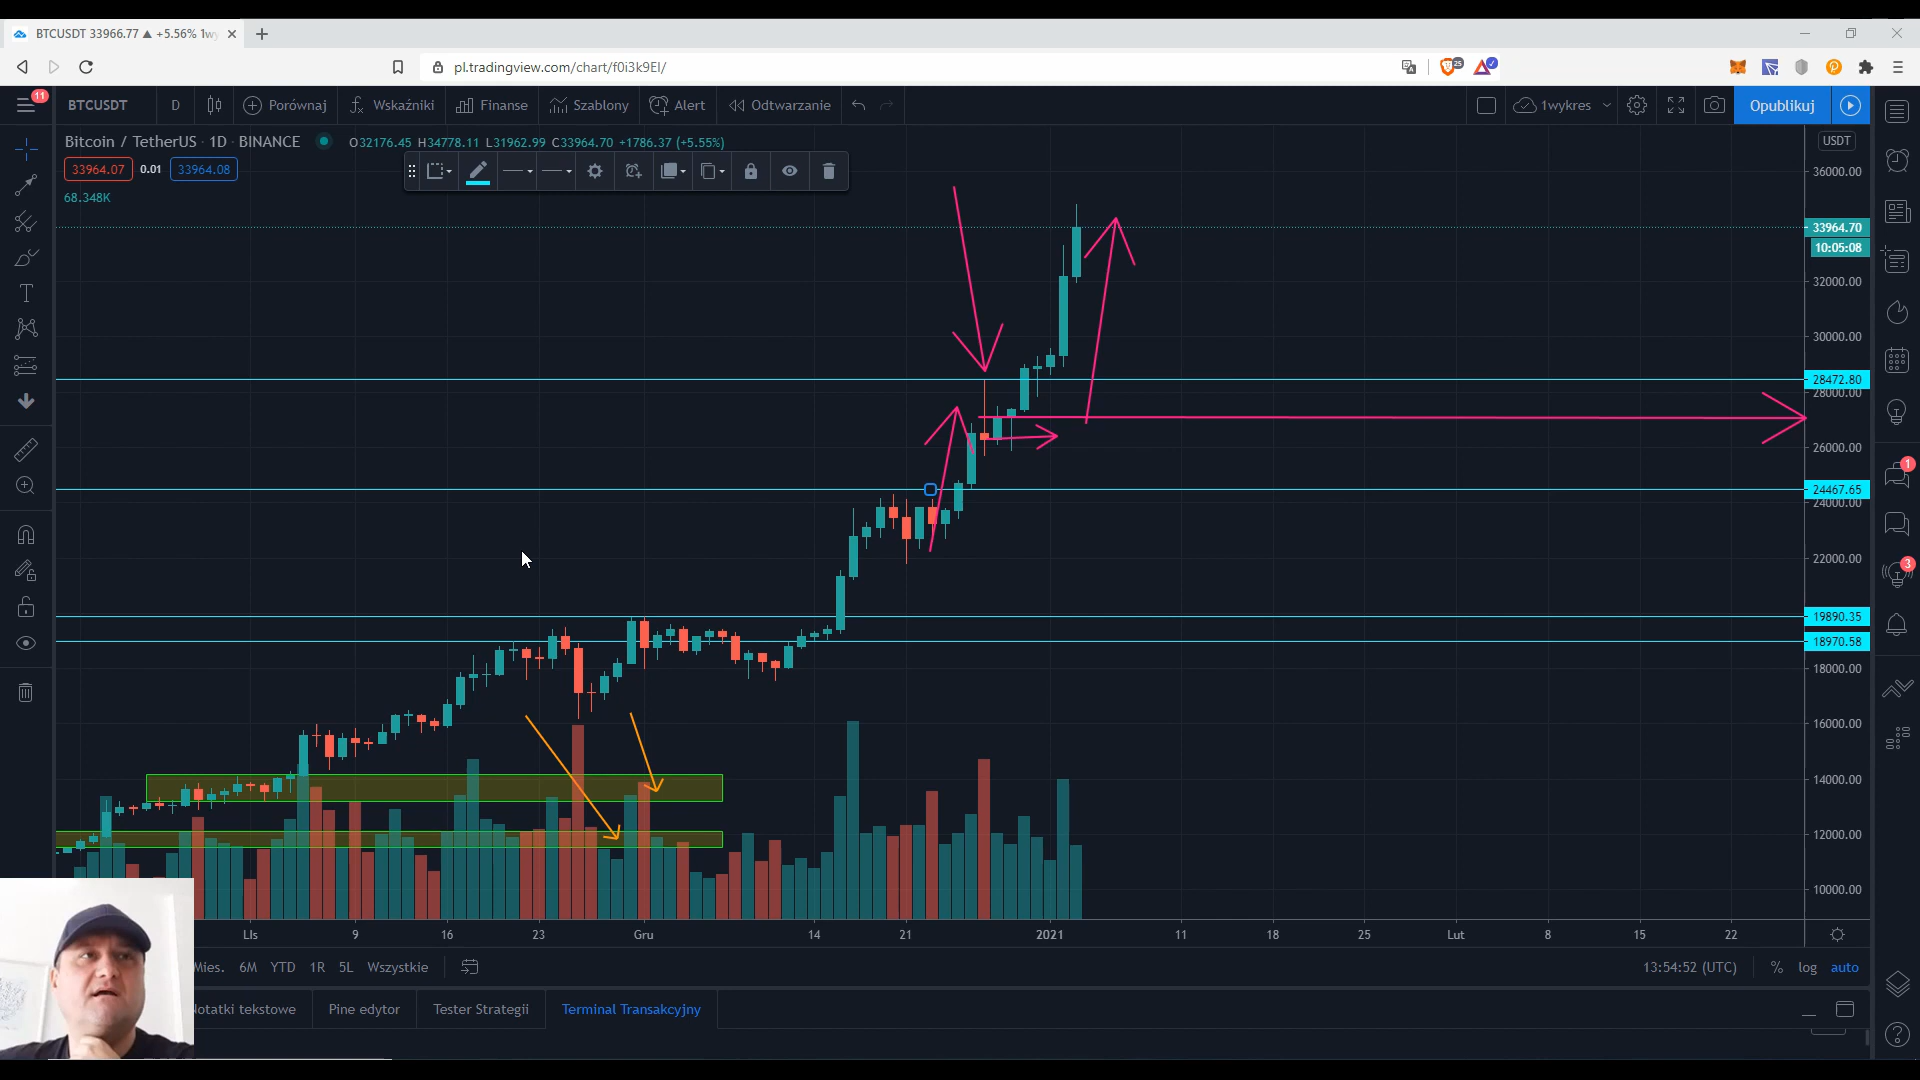 BTCUSDT 33966.77 ▲ +5.56% 1wy
pl.tradingview.com/chart/f0i3k9EI/
25
11
BTCUSDT D Porównaj Wskaźniki Finanse Szablony Alert Odtwarzanie 1wykres Opublikuj
Bitcoin / TetherUS · 1D · BINANCE O32176.45 H34778.11 L31962.99 C33964.70 +1786.37 (+5.55%)
USDT
33964.07 0.01 33964.08
68.348K
36000.00
33964.70
10:05:08
32000.00
30000.00
28472.80
28000.00
26000.00
24467.65
24000.00
22000.00
19890.35
18970.58
18000.00
16000.00
14000.00
12000.00
10000.00
1
3
LIs 9 16 23 Gru 14 21 2021 11 18 25 Lut 8 15 22
Mies. 6M YTD 1R 5L Wszystkie 13:54:52 (UTC) % log auto
Notatki tekstowe Pine edytor Tester Strategii Terminal Transakcyjny